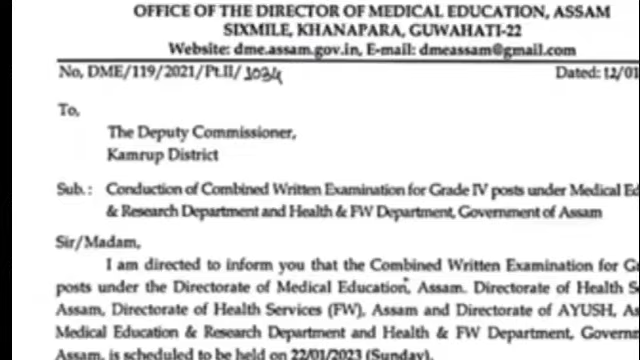 OFFICE OF THE DIRECTOR OF MEDICAL EDUCATION, ASSAM
SIXMILE, KHANAPARA, GUWAHATI-22
Website: dme.assam.gov.in, E-mail: dmeassam@gmail.com
No, DME/119/2021/Pt.II/ 1034 Dated: 12/01
To,
The Deputy Commissioner,
Kamrup District
Sub.: Conduction of Combined Written Examination for Grade IV posts under Medical Ed
& Research Department and Health & FW Department, Government of Assam
Sir/Madam,
I am directed to inform you that the Combined Written Examination for Gr
posts under the Directorate of Medical Education, Assam. Directorate of Health S
Assam, Directorate of Health Services (FW), Assam and Directorate of AYUSH, As
Medical Education & Research Department and Health & FW Department, Governm
Assam, is scheduled to be held on 22/01/2023 (Sunday).